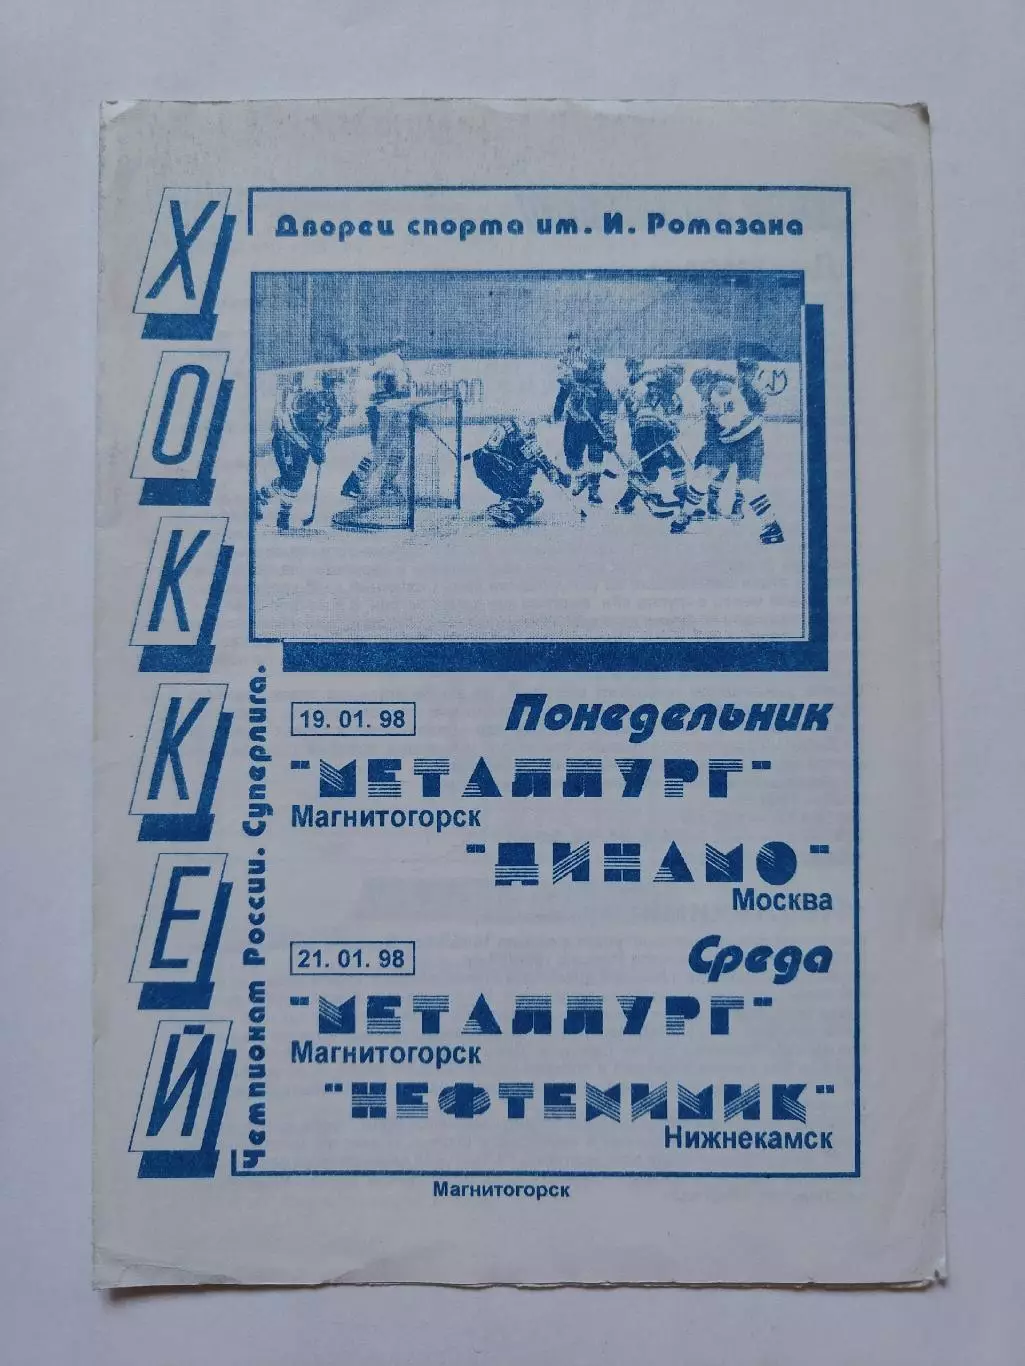 ХОККЕЙ
Дворец спорта им. И. Ромазана
Чемпионат России. Суперлига.
19. 01. 98
Понедельник
"МЕТАЛЛУРГ"
Магнитогорск
"ДИНАМО"
Москва
21. 01. 98
Среда
"МЕТАЛЛУРГ"
Магнитогорск
"НЕФТЕХИМИК"
Нижнекамск
Магнитогорск